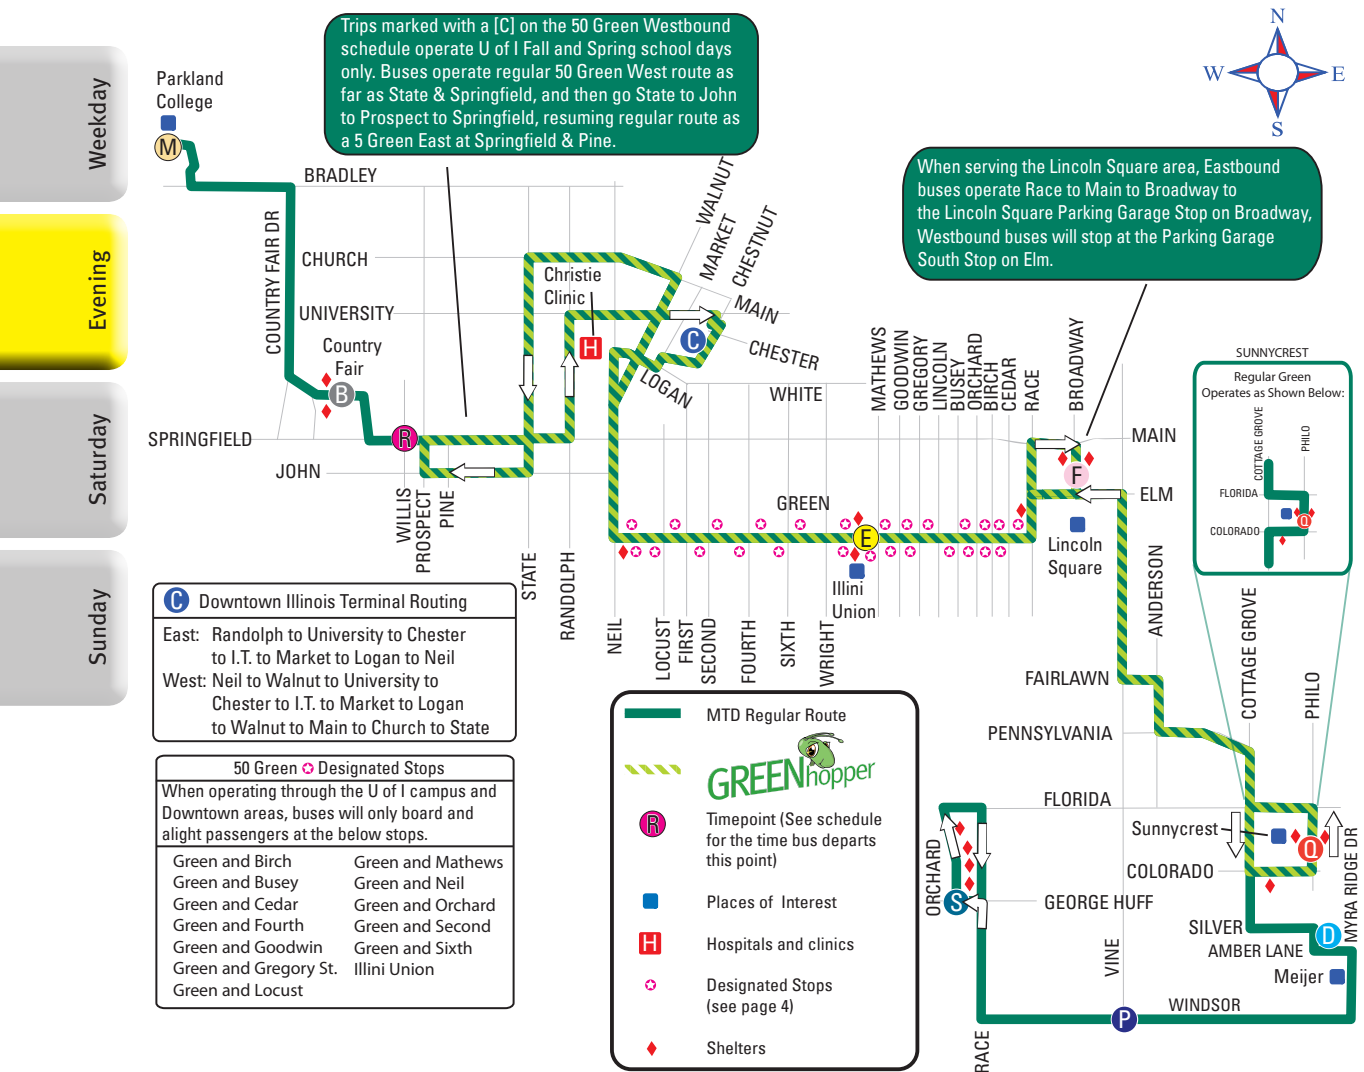 Weekday
Evening
Saturday
Sunday
Parkland
College
M
Trips marked with a [C] on the 50 Green Westbound
schedule operate U of I Fall and Spring school days
only. Buses operate regular 50 Green West route as
far as State & Springfield, and then go State to John
to Prospect to Springfield, resuming regular route as
a 5 Green East at Springfield & Pine.
N
W
E
S
When serving the Lincoln Square area, Eastbound
buses operate Race to Main to Broadway to
the Lincoln Square Parking Garage Stop on Broadway,
Westbound buses will stop at the Parking Garage
South Stop on Elm.
BRADLEY
COUNTRY FAIR DR
CHURCH
UNIVERSITY
Country
Fair
B
SPRINGFIELD
R
JOHN
WILLIS
PROSPECT
PINE
Christie
Clinic
H
WALNUT
MARKET
CHESTNUT
MAIN
CHESTER
C
LOGAN
WHITE
STATE
RANDOLPH
NEIL
LOCUST
FIRST
SECOND
FOURTH
SIXTH
WRIGHT
GREEN
E
Illini
Union
MATHEWS
GOODWIN
GREGORY
LINCOLN
BUSEY
ORCHARD
BIRCH
CEDAR
RACE
BROADWAY
MAIN
F
ELM
Lincoln
Square
SUNNYCREST
Regular Green
Operates as Shown Below:
COTTAGE GROVE
PHILO
FLORIDA
COLORADO
Q
ANDERSON
COTTAGE GROVE
PHILO
FAIRLAWN
PENNSYLVANIA
FLORIDA
Sunnycrest
Q
COLORADO
MYRA RIDGE DR
SILVER
D
AMBER LANE
Meijer
ORCHARD
S
GEORGE HUFF
VINE
WINDSOR
P
RACE
C Downtown Illinois Terminal Routing
East: Randolph to University to Chester
to I.T. to Market to Logan to Neil
West: Neil to Walnut to University to
Chester to I.T. to Market to Logan
to Walnut to Main to Church to State
50 Green Designated Stops
When operating through the U of I campus and
Downtown areas, buses will only board and
alight passengers at the below stops.
Green and Birch
Green and Busey
Green and Cedar
Green and Fourth
Green and Goodwin
Green and Gregory St.
Green and Locust
Green and Mathews
Green and Neil
Green and Orchard
Green and Second
Green and Sixth
Illini Union
MTD Regular Route
GREENhopper
R
Timepoint (See schedule
for the time bus departs
this point)
Places of Interest
H
Hospitals and clinics
Designated Stops
(see page 4)
Shelters